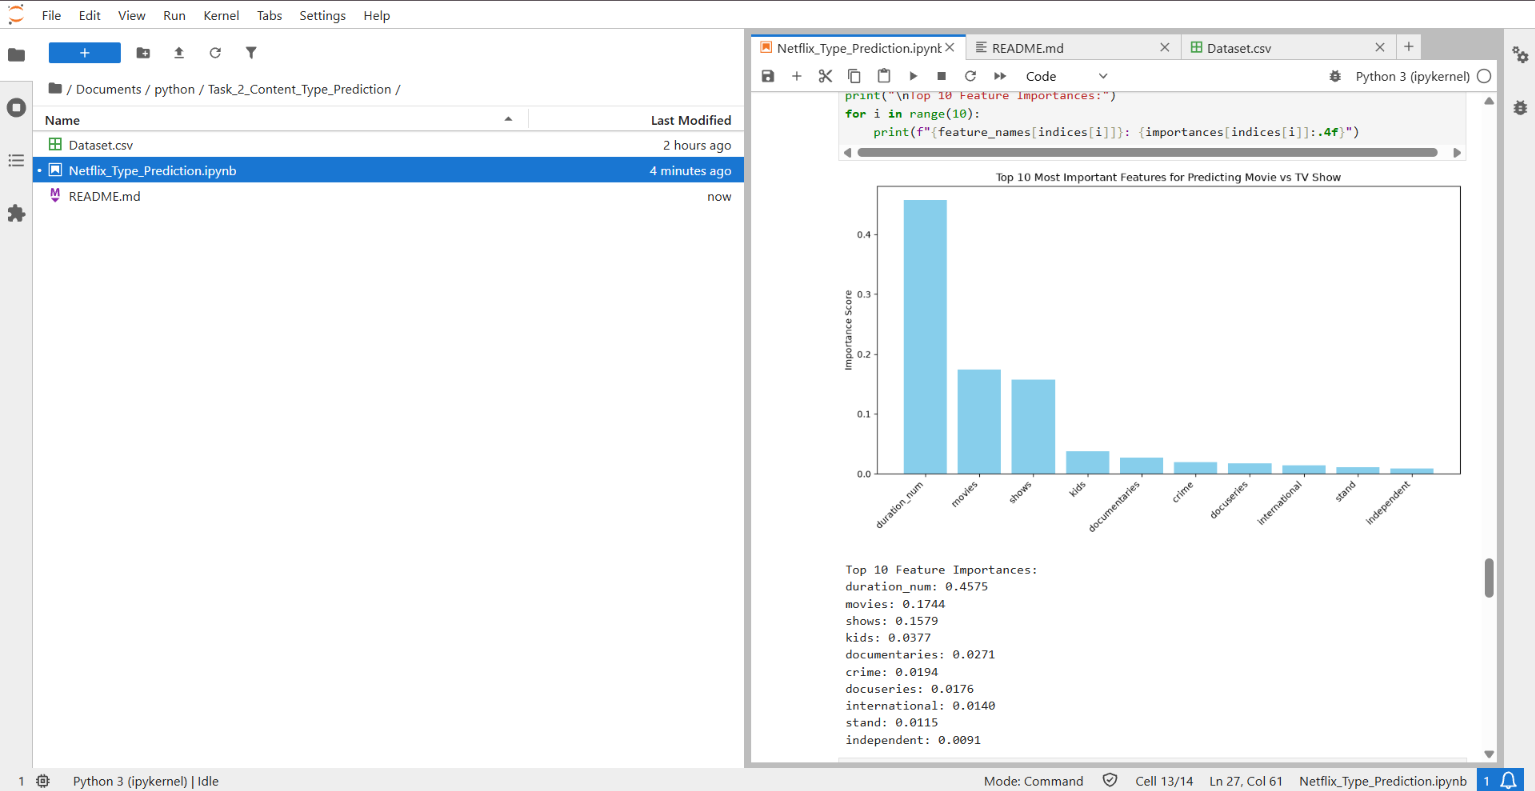 File Edit View Run Kernel Tabs Settings Help
+
/ Documents / python / Task_2_Content_Type_Prediction /
Name Last Modified
Dataset.csv 2 hours ago
Netflix_Type_Prediction.ipynb 4 minutes ago
README.md now
Netflix_Type_Prediction.ipynb README.md Dataset.csv
Code Python 3 (ipykernel)
print("\nTop 10 Feature Importances:")
for i in range(10):
    print(f"{feature_names[indices[i]]}: {importances[indices[i]]:.4f}")
Top 10 Most Important Features for Predicting Movie vs TV Show
Importance Score
0.4
0.3
0.2
0.1
0.0
duration_num movies shows kids documentaries crime docuseries international stand independent
Top 10 Feature Importances:
duration_num: 0.4575
movies: 0.1744
shows: 0.1579
kids: 0.0377
documentaries: 0.0271
crime: 0.0194
docuseries: 0.0176
international: 0.0140
stand: 0.0115
independent: 0.0091
1 Python 3 (ipykernel) | Idle Mode: Command Cell 13/14 Ln 27, Col 61 Netflix_Type_Prediction.ipynb 1